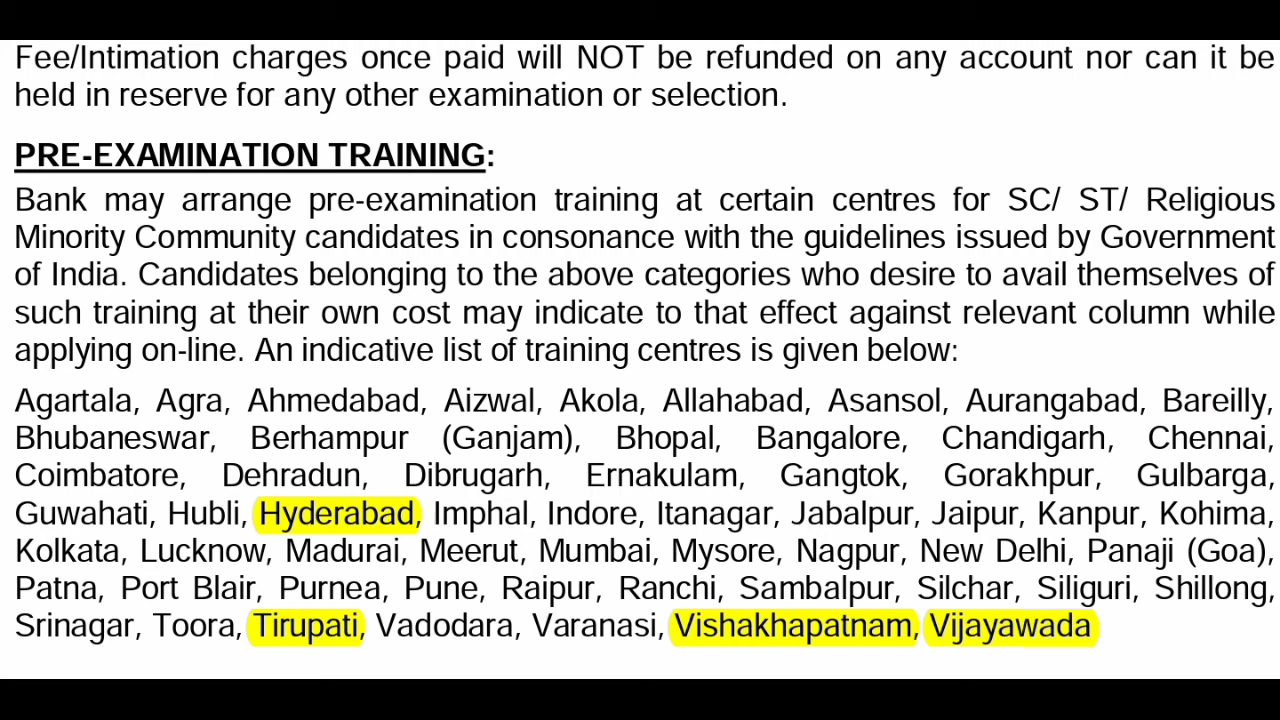 Fee/Intimation charges once paid will NOT be refunded on any account nor can it be
held in reserve for any other examination or selection.
PRE-EXAMINATION TRAINING:
Bank may arrange pre-examination training at certain centres for SC/ ST/ Religious
Minority Community candidates in consonance with the guidelines issued by Government
of India. Candidates belonging to the above categories who desire to avail themselves of
such training at their own cost may indicate to that effect against relevant column while
applying on-line. An indicative list of training centres is given below:
Agartala, Agra, Ahmedabad, Aizwal, Akola, Allahabad, Asansol, Aurangabad, Bareilly,
Bhubaneswar, Berhampur (Ganjam), Bhopal, Bangalore, Chandigarh, Chennai,
Coimbatore, Dehradun, Dibrugarh, Ernakulam, Gangtok, Gorakhpur, Gulbarga,
Guwahati, Hubli, Hyderabad, Imphal, Indore, Itanagar, Jabalpur, Jaipur, Kanpur, Kohima,
Kolkata, Lucknow, Madurai, Meerut, Mumbai, Mysore, Nagpur, New Delhi, Panaji (Goa),
Patna, Port Blair, Purnea, Pune, Raipur, Ranchi, Sambalpur, Silchar, Siliguri, Shillong,
Srinagar, Toora, Tirupati, Vadodara, Varanasi, Vishakhapatnam, Vijayawada